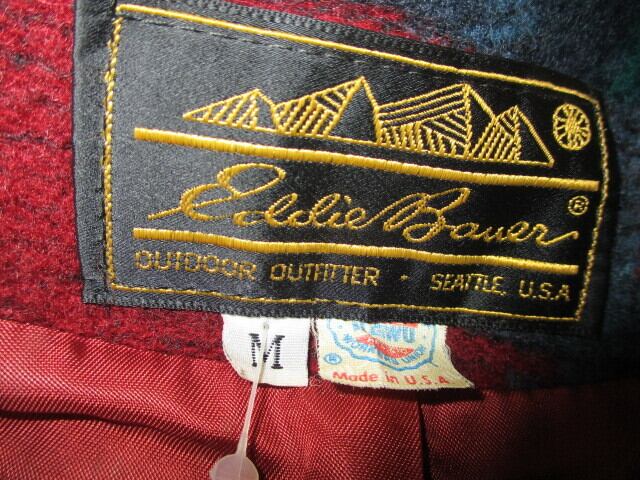 Eddie Bauer ®
OUTDOOR OUTFITTER · SEATTLE, U.S.A
M
®
Made in U.S.A